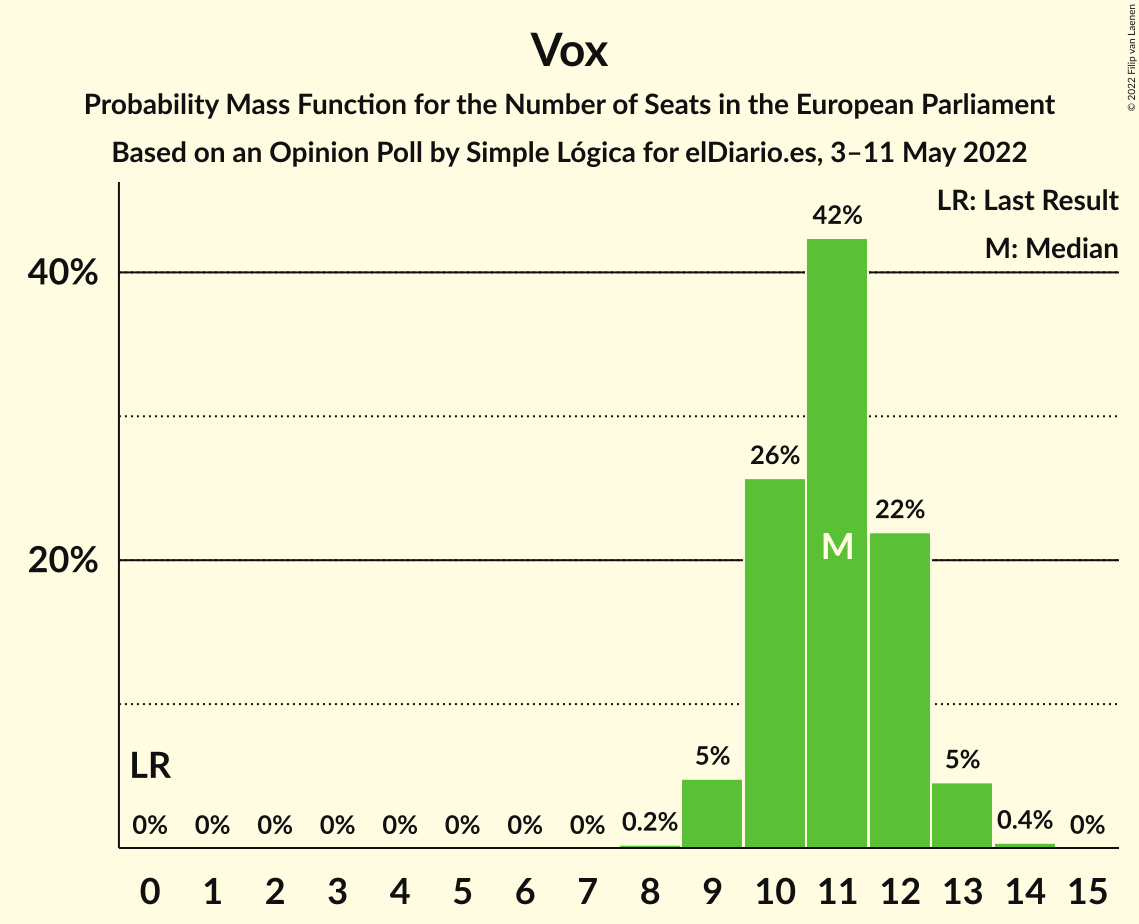 Vox
Probability Mass Function for the Number of Seats in the European Parliament
Based on an Opinion Poll by Simple Lógica for elDiario.es, 3–11 May 2022
© 2022 Filip van Laenen
LR: Last Result
M: Median
40%
20%
42%
26%
22%
M
5%
5%
LR
0%
0%
0%
0%
0%
0%
0%
0%
0.2%
0.4%
0%
0 1 2 3 4 5 6 7 8 9 10 11 12 13 14 15